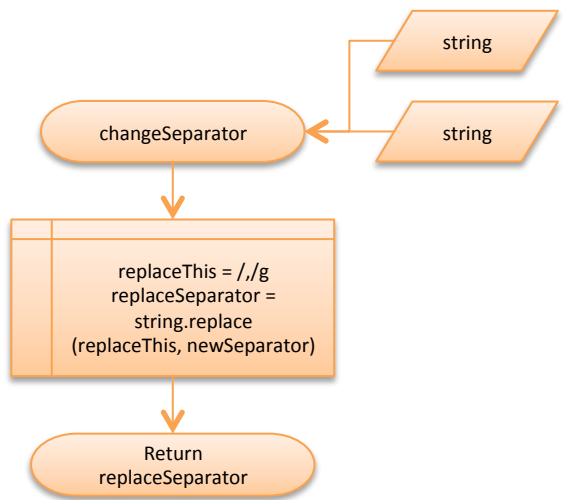 string
changeSeparator
string
replaceThis = /,/g
replaceSeparator =
string.replace
(replaceThis, newSeparator)
Return
replaceSeparator